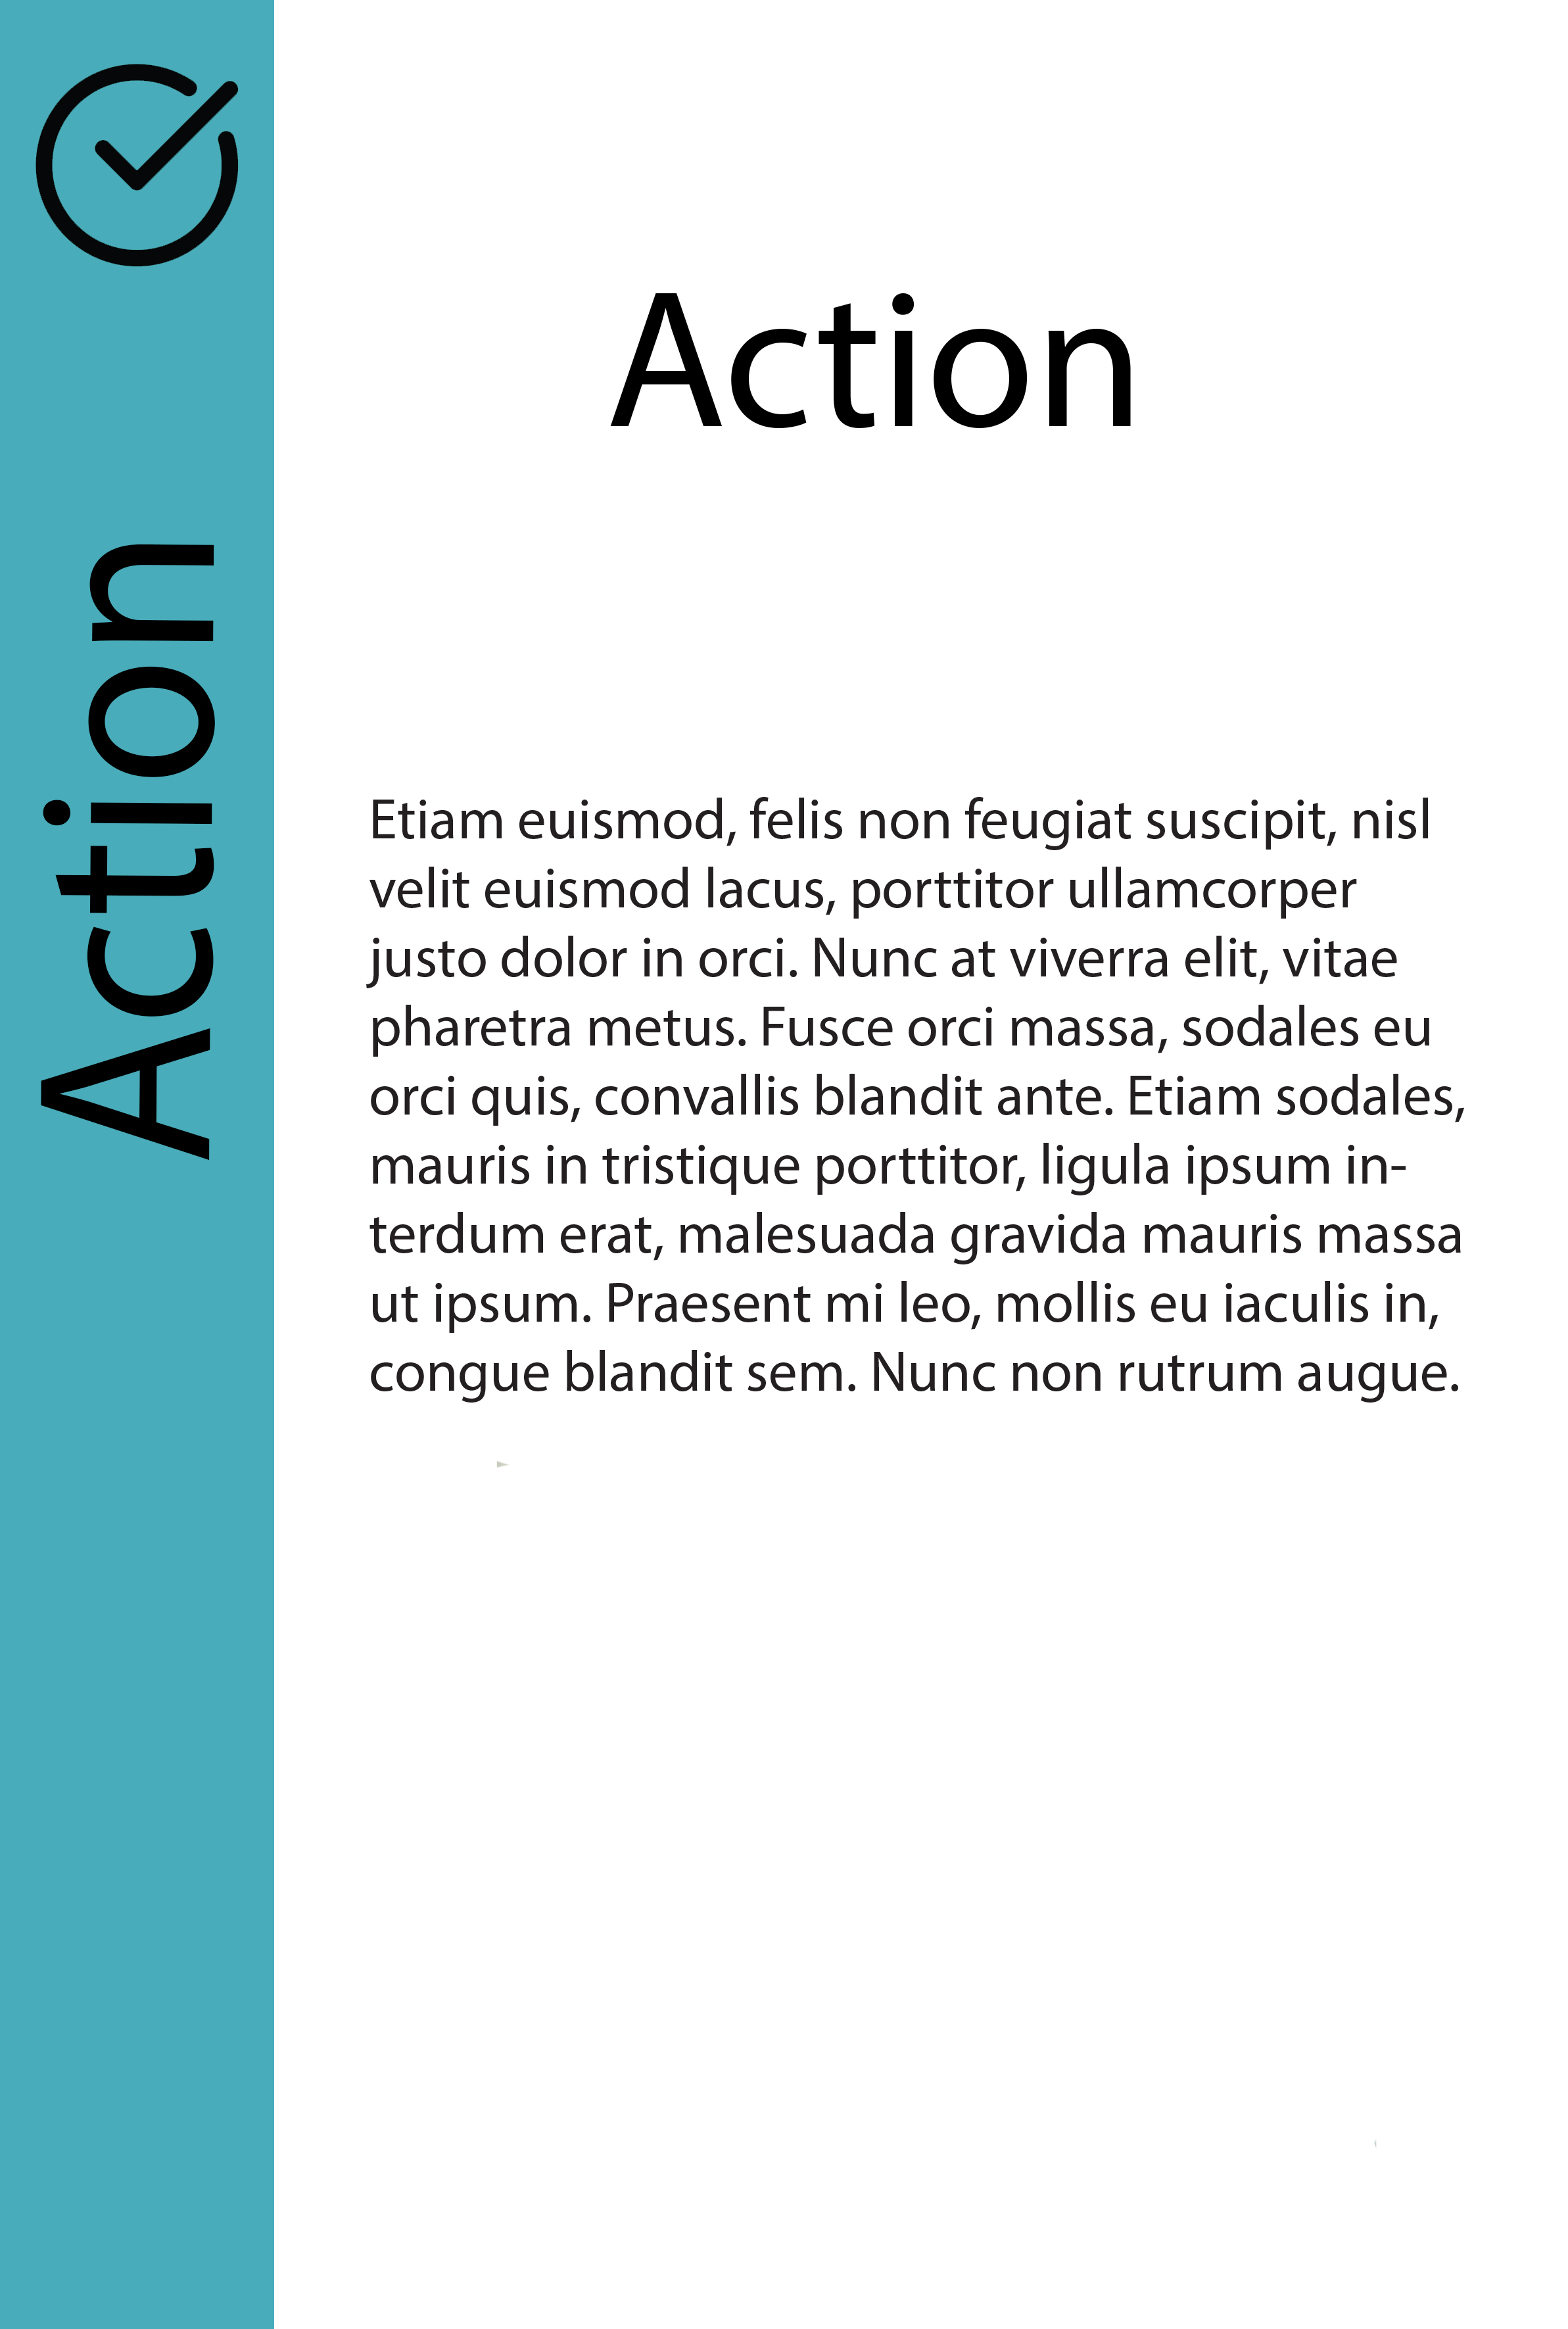 Action
Action
Etiam euismod, felis non feugiat suscipit, nisl
velit euismod lacus, porttitor ullamcorper
justo dolor in orci. Nunc at viverra elit, vitae
pharetra metus. Fusce orci massa, sodales eu
orci quis, convallis blandit ante. Etiam sodales,
mauris in tristique porttitor, ligula ipsum in-
terdum erat, malesuada gravida mauris massa
ut ipsum. Praesent mi leo, mollis eu iaculis in,
congue blandit sem. Nunc non rutrum augue.